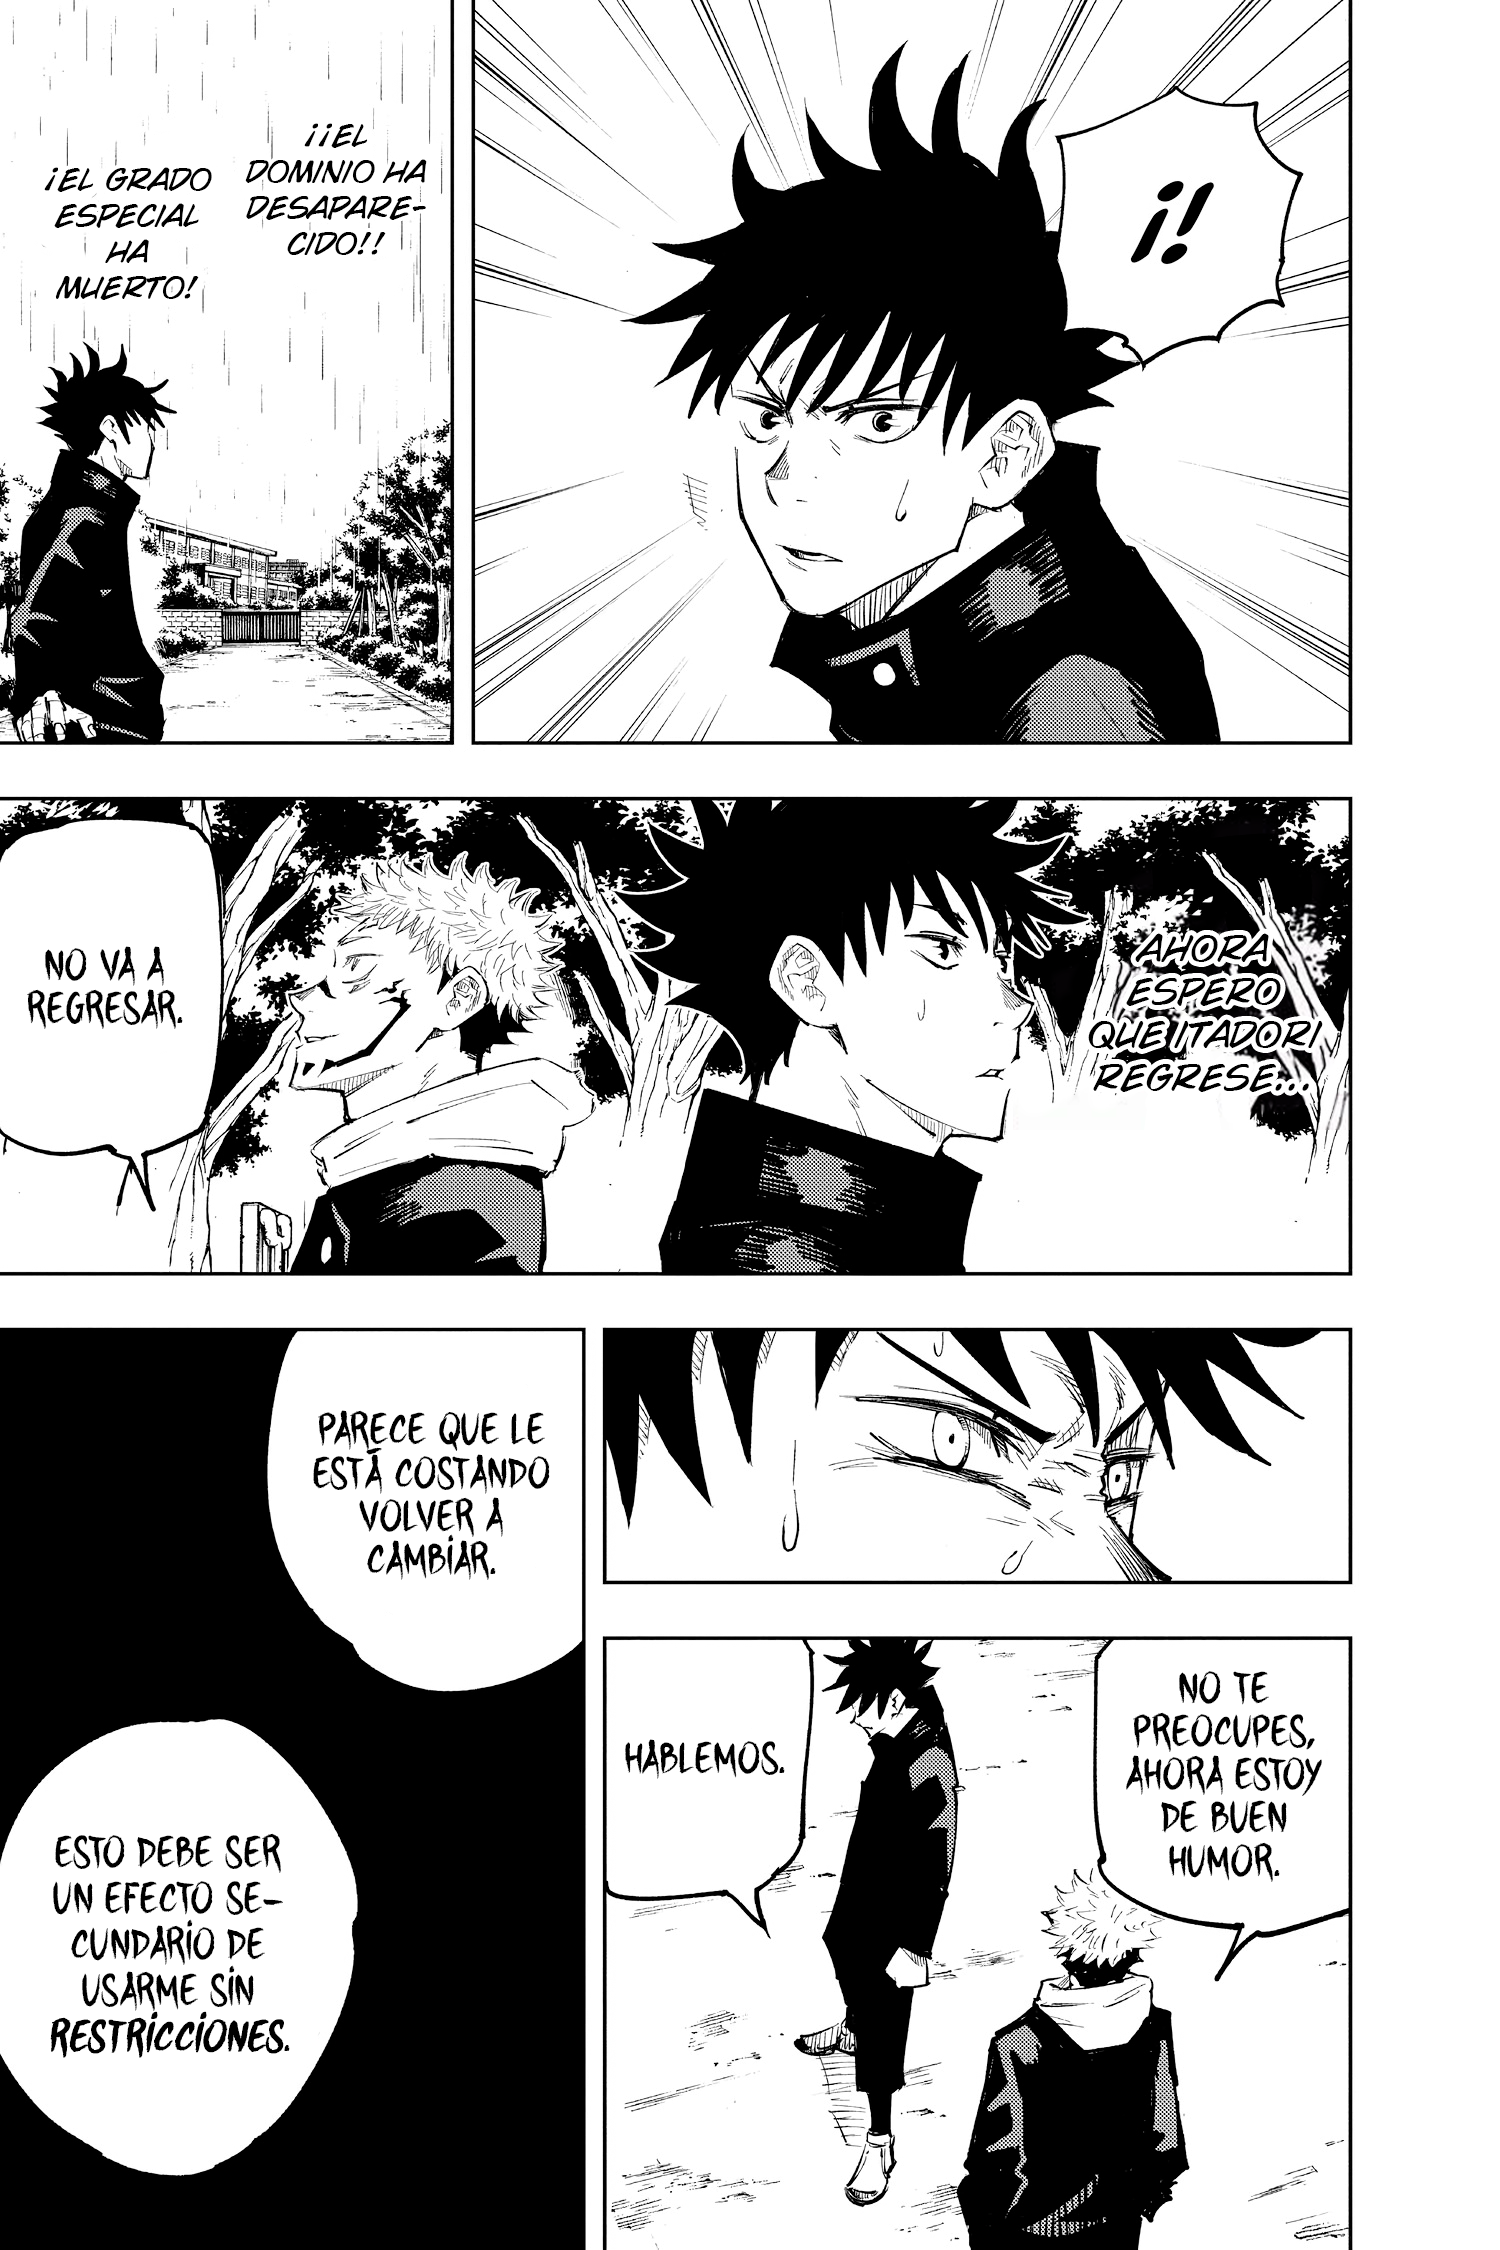 ¡!
¡¡EL
DOMINIO HA
DESAPARE-
CIDO!!
¡EL GRADO
ESPECIAL
HA
MUERTO!
AHORA
ESPERO
QUE ITADORI
REGRESE...
NO VA A
REGRESAR.
NO TE
PREOCUPES,
AHORA ESTOY
DE BUEN
HUMOR.
HABLEMOS.
PARECE QUE LE
ESTÁ COSTANDO
VOLVER A
CAMBIAR.
ESTO DEBE SER
UN EFECTO SE-
CUNDARIO DE
USARME SIN
RESTRICCIONES.